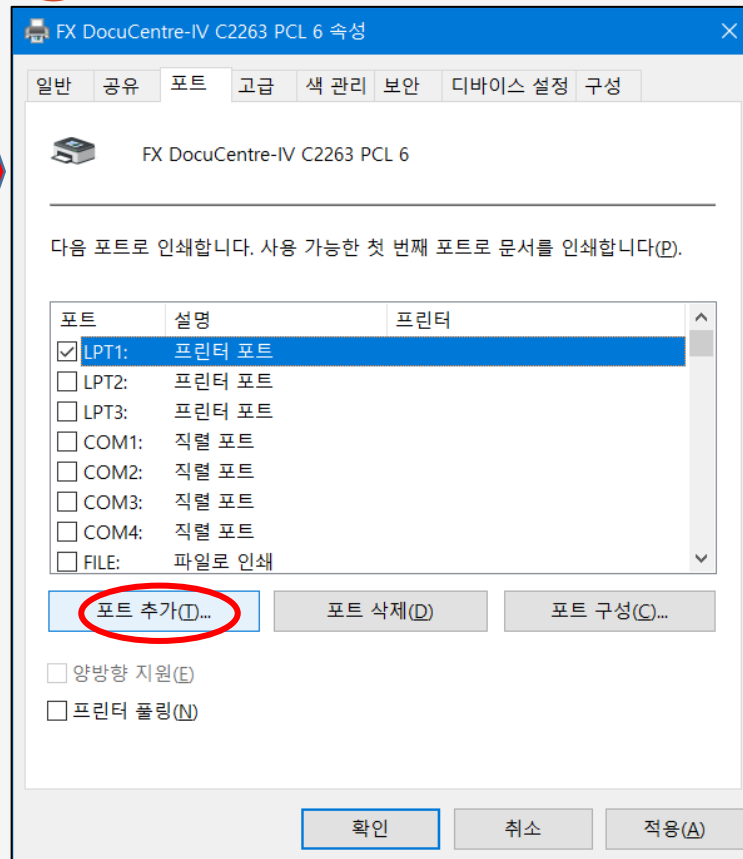 FX DocuCentre-IV C2263 PCL 6 속성
일반 공유 포트 고급 색 관리 보안 디바이스 설정 구성
FX DocuCentre-IV C2263 PCL 6
다음 포트로 인쇄합니다. 사용 가능한 첫 번째 포트로 문서를 인쇄합니다(P).
포트 설명 프린터
LPT1: 프린터 포트
LPT2: 프린터 포트
LPT3: 프린터 포트
COM1: 직렬 포트
COM2: 직렬 포트
COM3: 직렬 포트
COM4: 직렬 포트
FILE: 파일로 인쇄
포트 추가(T)... 포트 삭제(D) 포트 구성(C)...
양방향 지원(E)
프린터 풀링(N)
확인 취소 적용(A)